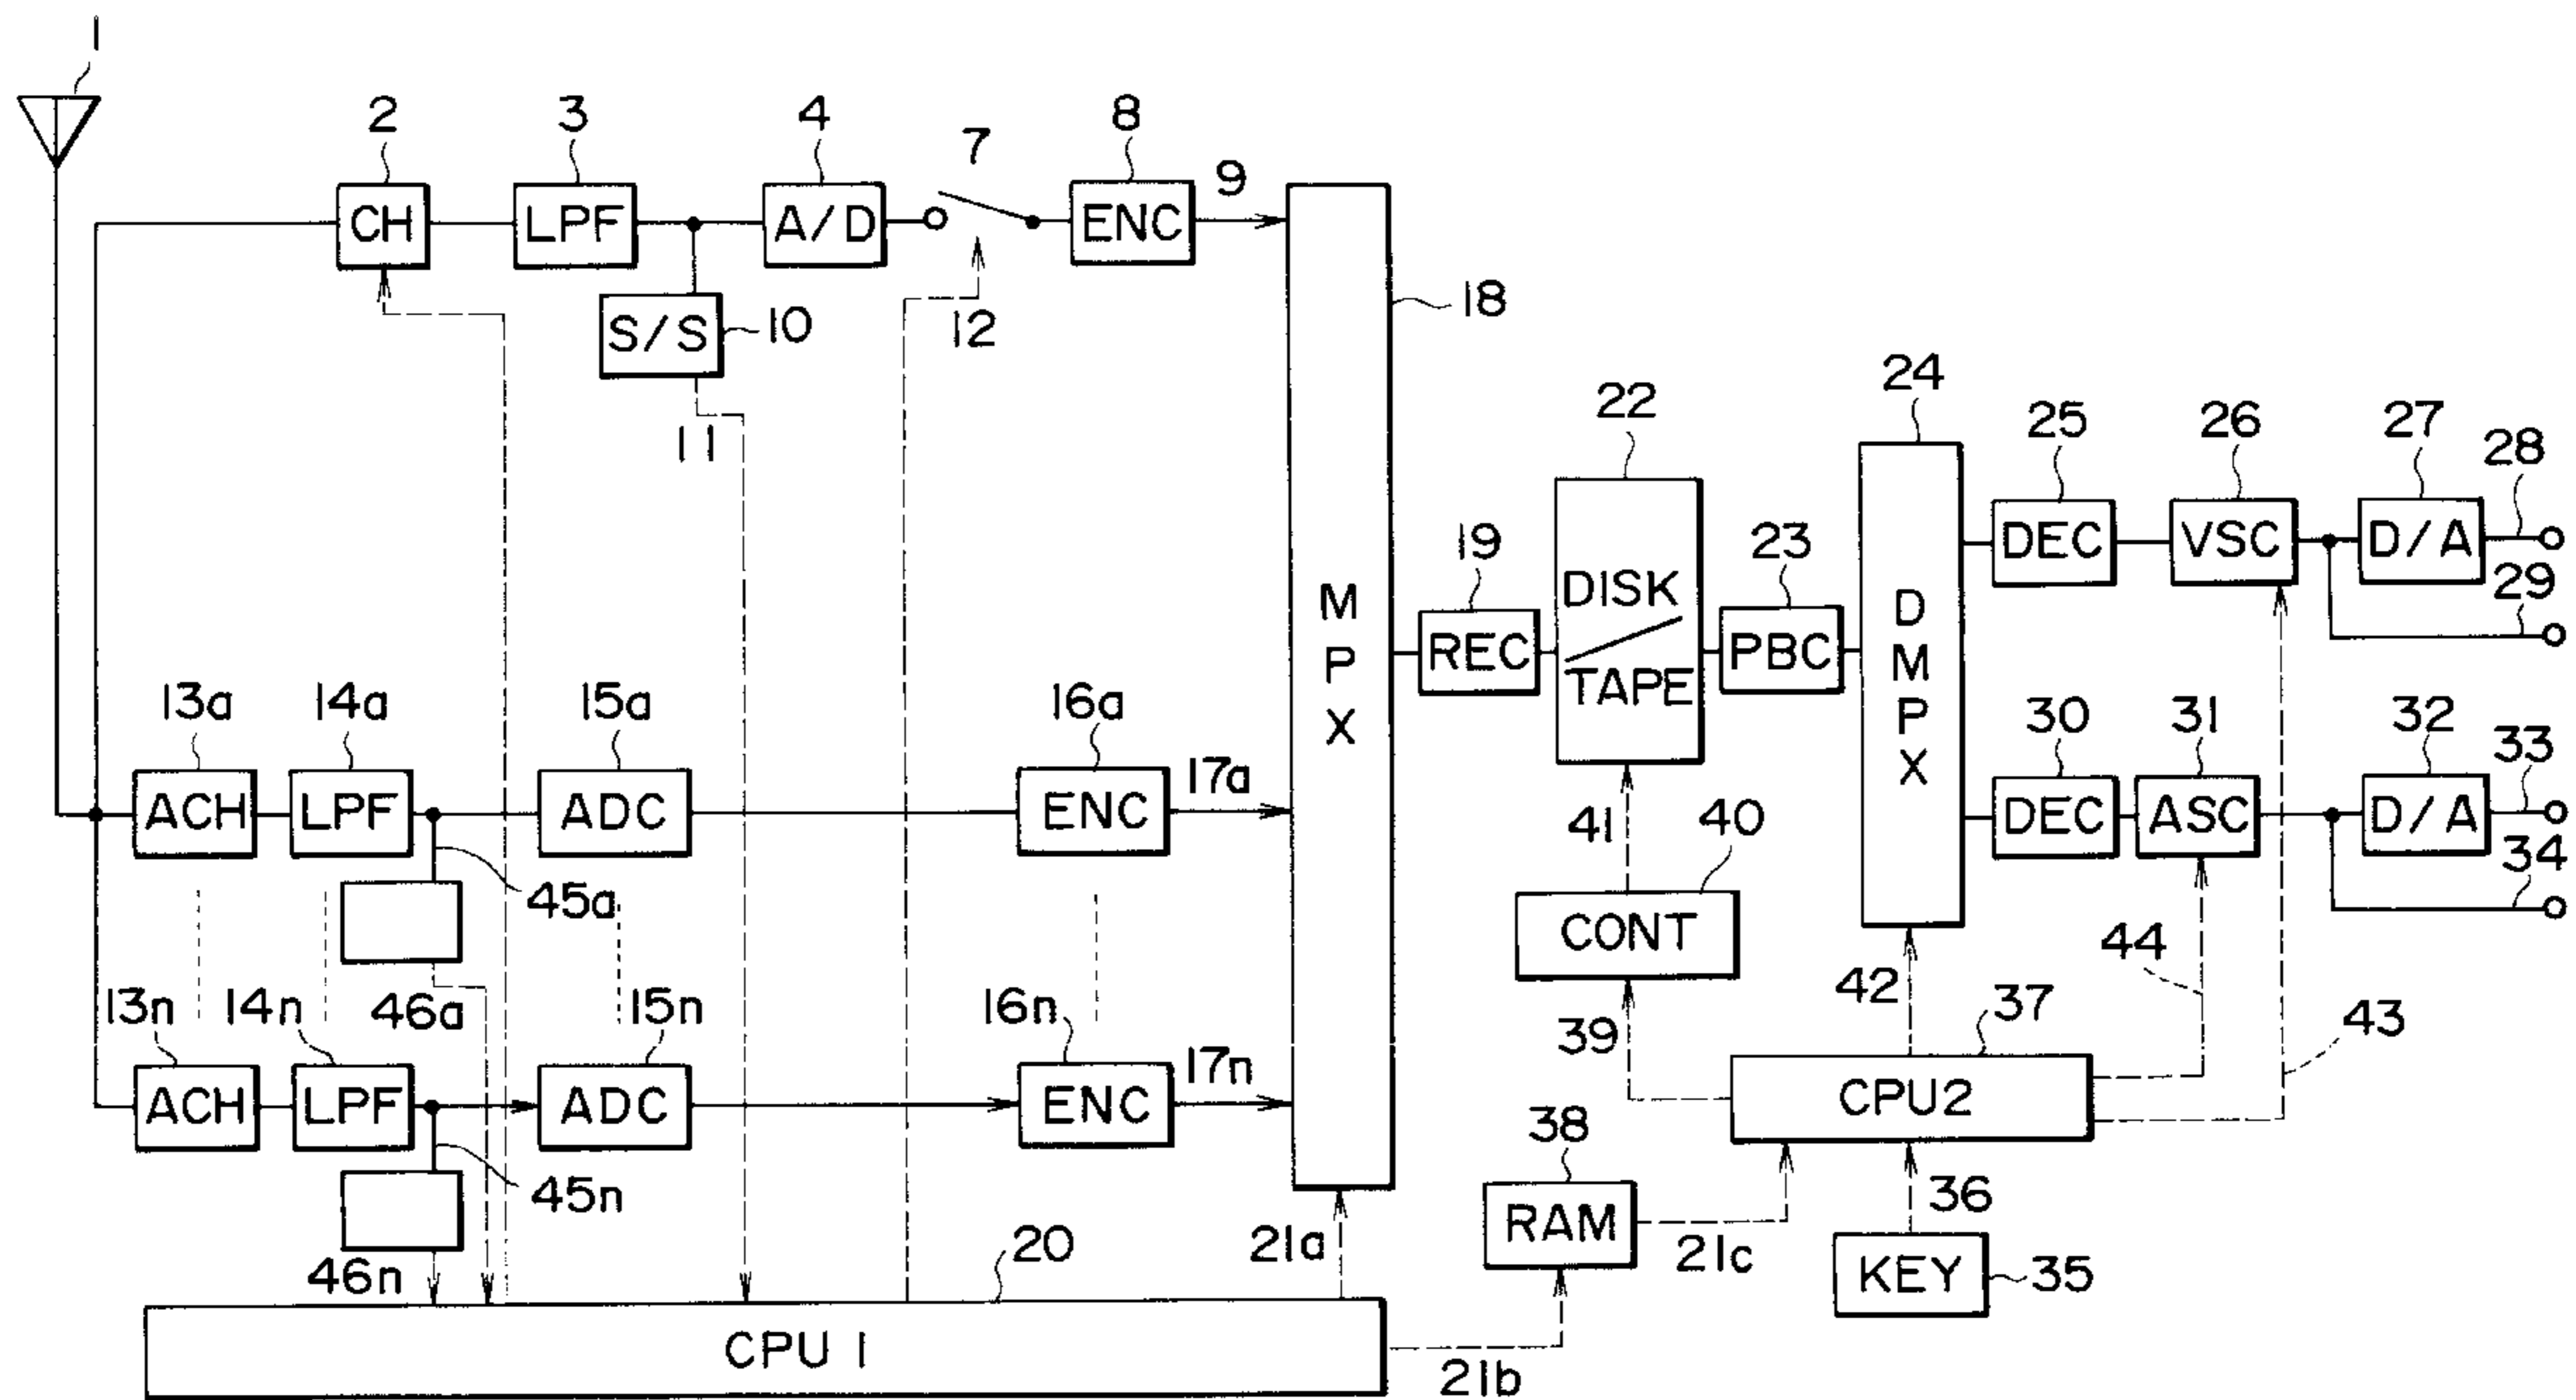 1
2
3
4
7
8
9
CH
LPF
A/D
ENC
S/S
10
11
12
18
MPX
13a
14a
15a
16a
17a
ACH
LPF
ADC
ENC
45a
13n
14n
46a
15n
16n
17n
ACH
LPF
ADC
ENC
45n
46n
20
21a
CPU 1
21b
19
REC
22
DISK
TAPE
23
PBC
24
DMPX
25
DEC
26
VSC
27
D/A
28
29
30
DEC
31
ASC
32
D/A
33
34
41
40
CONT
39
42
44
43
37
CPU2
38
RAM
21c
36
KEY
35